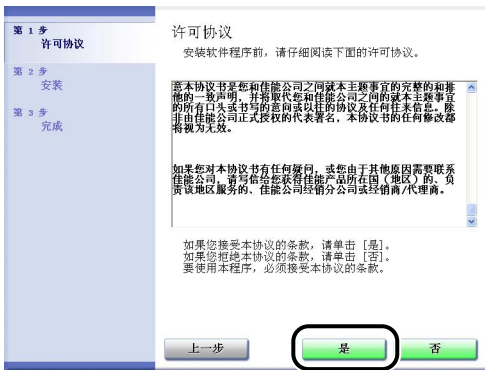 第 1 步
许可协议
第 2 步
安装
第 3 步
完成
许可协议
安装软件程序前，请仔细阅读下面的许可协议。
意本协议书是您和佳能公司之间就本主题事宜的完整的和排
他的一致声明，并将取代您和佳能公司之间的就本主题事宜
的所有口头或书写的意向或以往的协议及任何往来信息。除
非由佳能公司正式授权的代表署名，本协议书的任何修改都
将视为无效。
如果您对本协议书有任何疑问，或您由于其他原因需要联系
佳能公司，请写信给您获得佳能产品所在国（地区）的、负
责该地区服务的、佳能公司经销分公司或经销商/代理商。
如果您接受本协议的条款，请单击 [是]。
如果您拒绝本协议的条款，请单击 [否]。
要使用本程序，必须接受本协议的条款。
上一步
是
否